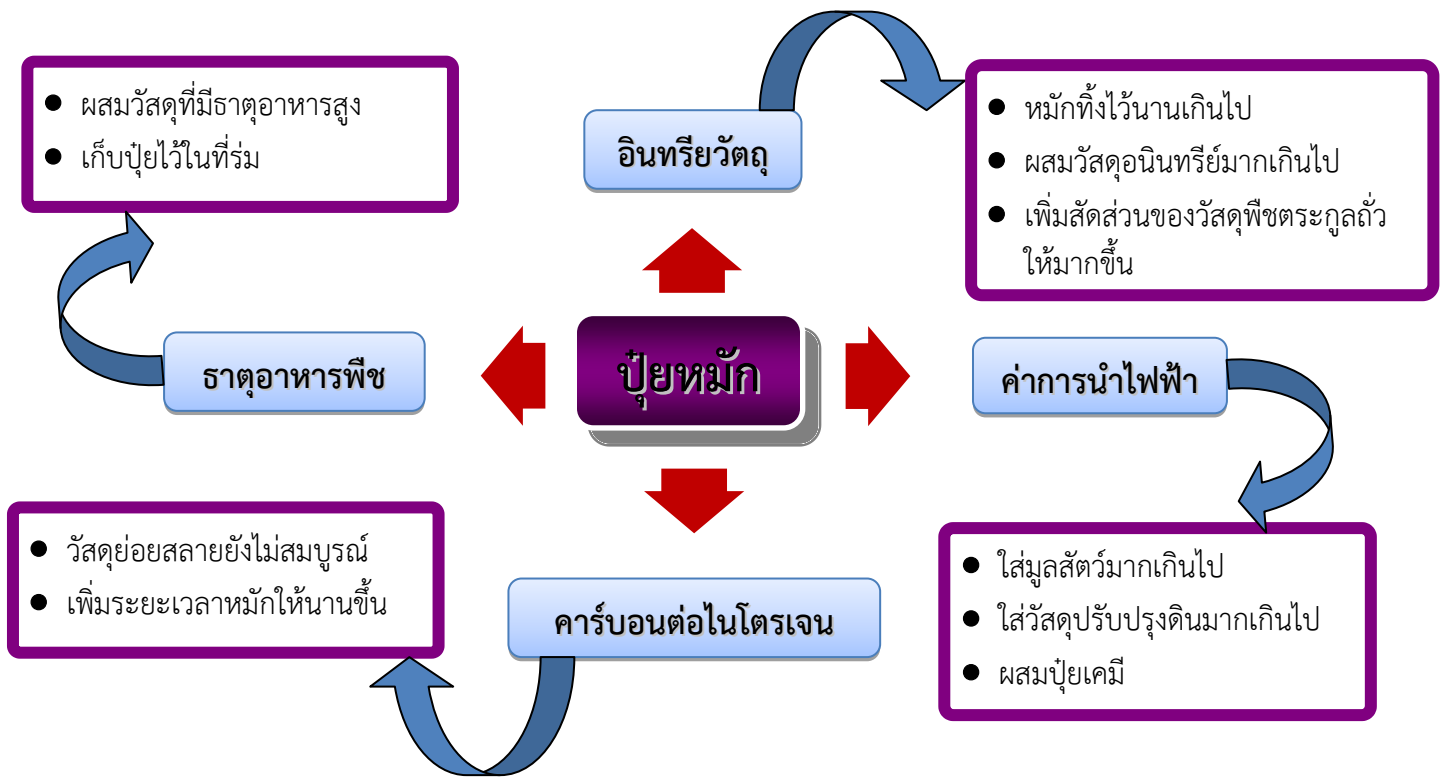 ผสมวัสดุที่มีธาตุอาหารสูง
เก็บปุ๋ยไว้ในที่ร่ม
อินทรียวัตถุ
หมักทิ้งไว้นานเกินไป
ผสมวัสดุอนินทรีย์มากเกินไป
เพิ่มสัดส่วนของวัสดุพืชตระกูลถั่ว
ให้มากขึ้น
ธาตุอาหารพืช
ปุ๋ยหมัก
ค่าการนำไฟฟ้า
วัสดุย่อยสลายยังไม่สมบูรณ์
เพิ่มระยะเวลาหมักให้นานขึ้น
คาร์บอนต่อไนโตรเจน
ใส่มูลสัตว์มากเกินไป
ใส่วัสดุปรับปรุงดินมากเกินไป
ผสมปุ๋ยเคมี